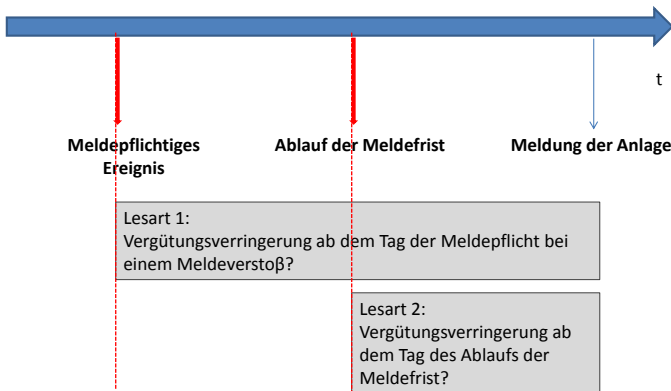 t
Meldepflichtiges
Ereignis
Ablauf der Meldefrist
Meldung der Anlage
Lesart 1:
Vergütungsverringerung ab dem Tag der Meldepflicht bei
einem Meldeverstoß?
Lesart 2:
Vergütungsverringerung ab
dem Tag des Ablaufs der
Meldefrist?